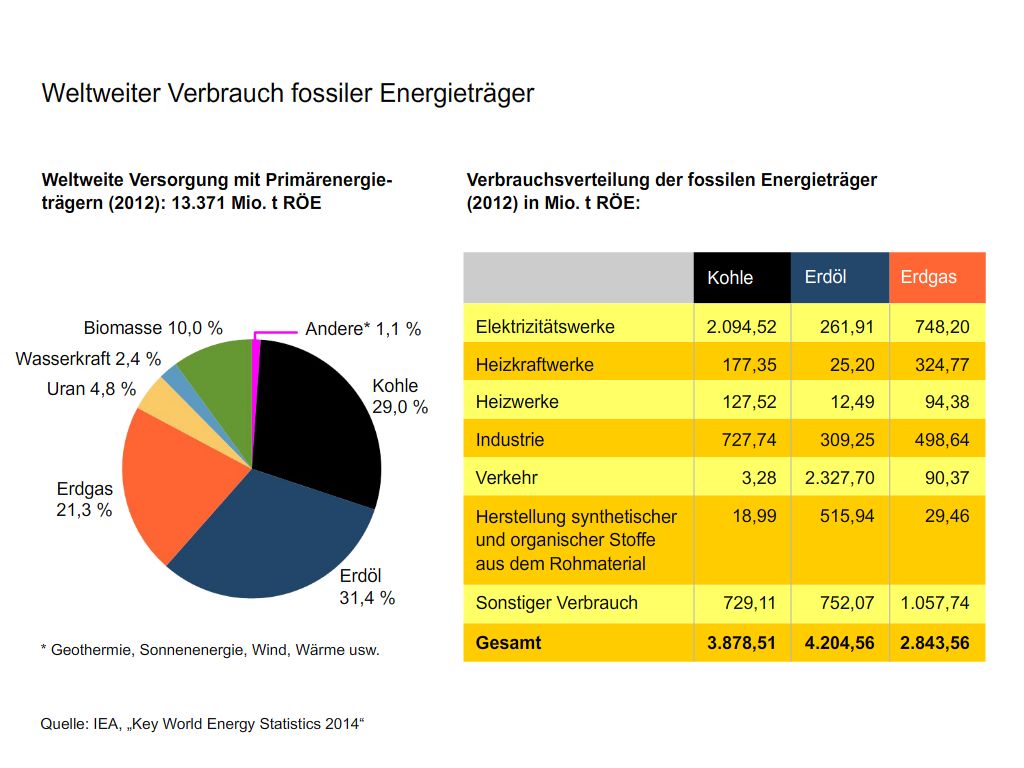 Weltweiter Verbrauch fossiler Energieträger
Weltweite Versorgung mit Primärenergie-
trägern (2012): 13.371 Mio. t RÖE
Biomasse 10,0 %
Andere* 1,1 %
Wasserkraft 2,4 %
Uran 4,8 %
Kohle
29,0 %
Erdgas
21,3 %
Erdöl
31,4 %
* Geothermie, Sonnenenergie, Wind, Wärme usw.
Verbrauchsverteilung der fossilen Energieträger
(2012) in Mio. t RÖE:
Kohle Erdöl Erdgas
Elektrizitätswerke 2.094,52 261,91 748,20
Heizkraftwerke 177,35 25,20 324,77
Heizwerke 127,52 12,49 94,38
Industrie 727,74 309,25 498,64
Verkehr 3,28 2.327,70 90,37
Herstellung synthetischer 18,99 515,94 29,46
und organischer Stoffe
aus dem Rohmaterial
Sonstiger Verbrauch 729,11 752,07 1.057,74
Gesamt 3.878,51 4.204,56 2.843,56
Quelle: IEA, „Key World Energy Statistics 2014“